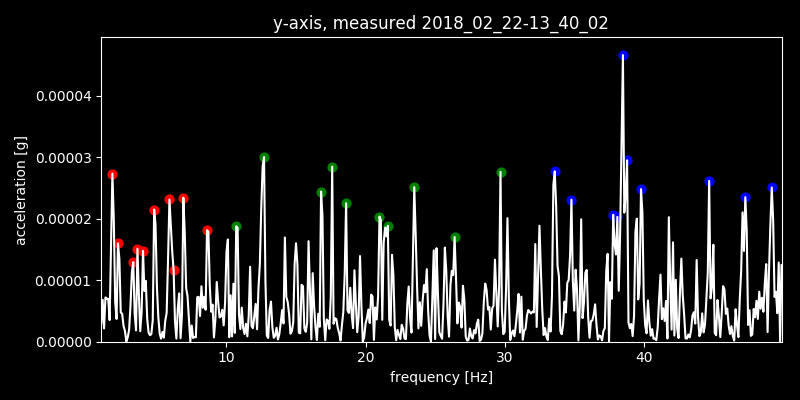 y-axis, measured 2018_02_22-13_40_02
0.00004
0.00003
0.00002
0.00001
0.00000
acceleration [g]
10 20 30 40
frequency [Hz]